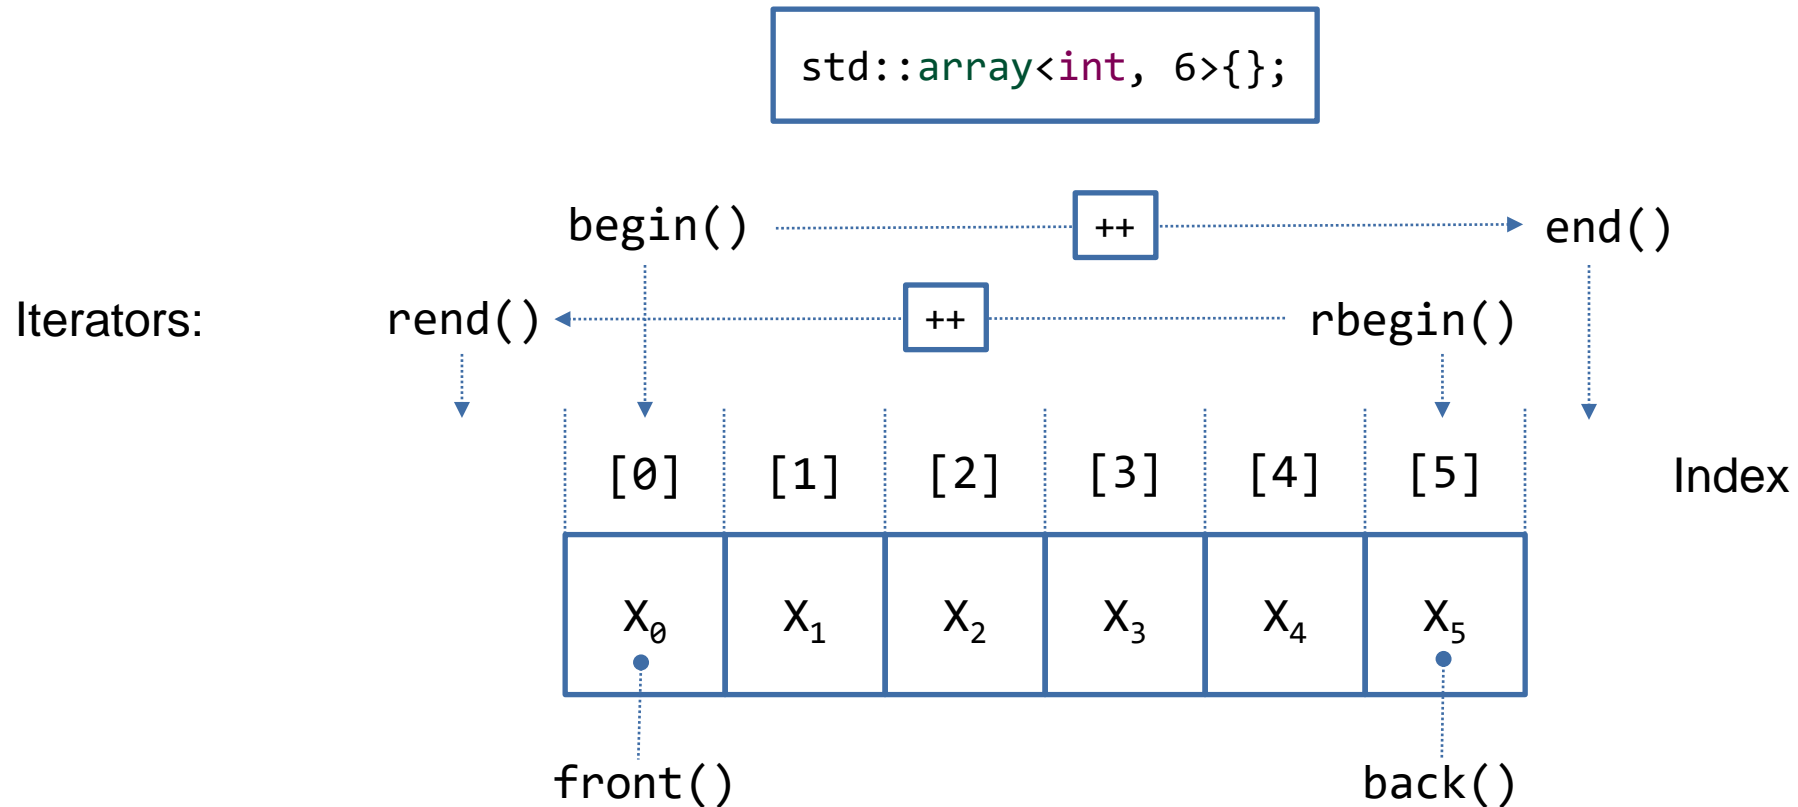 std::array<int, 6>{};
begin() ++ end()
Iterators: rend() ++ rbegin()
[0] [1] [2] [3] [4] [5] Index
X₀ X₁ X₂ X₃ X₄ X₅
front() back()